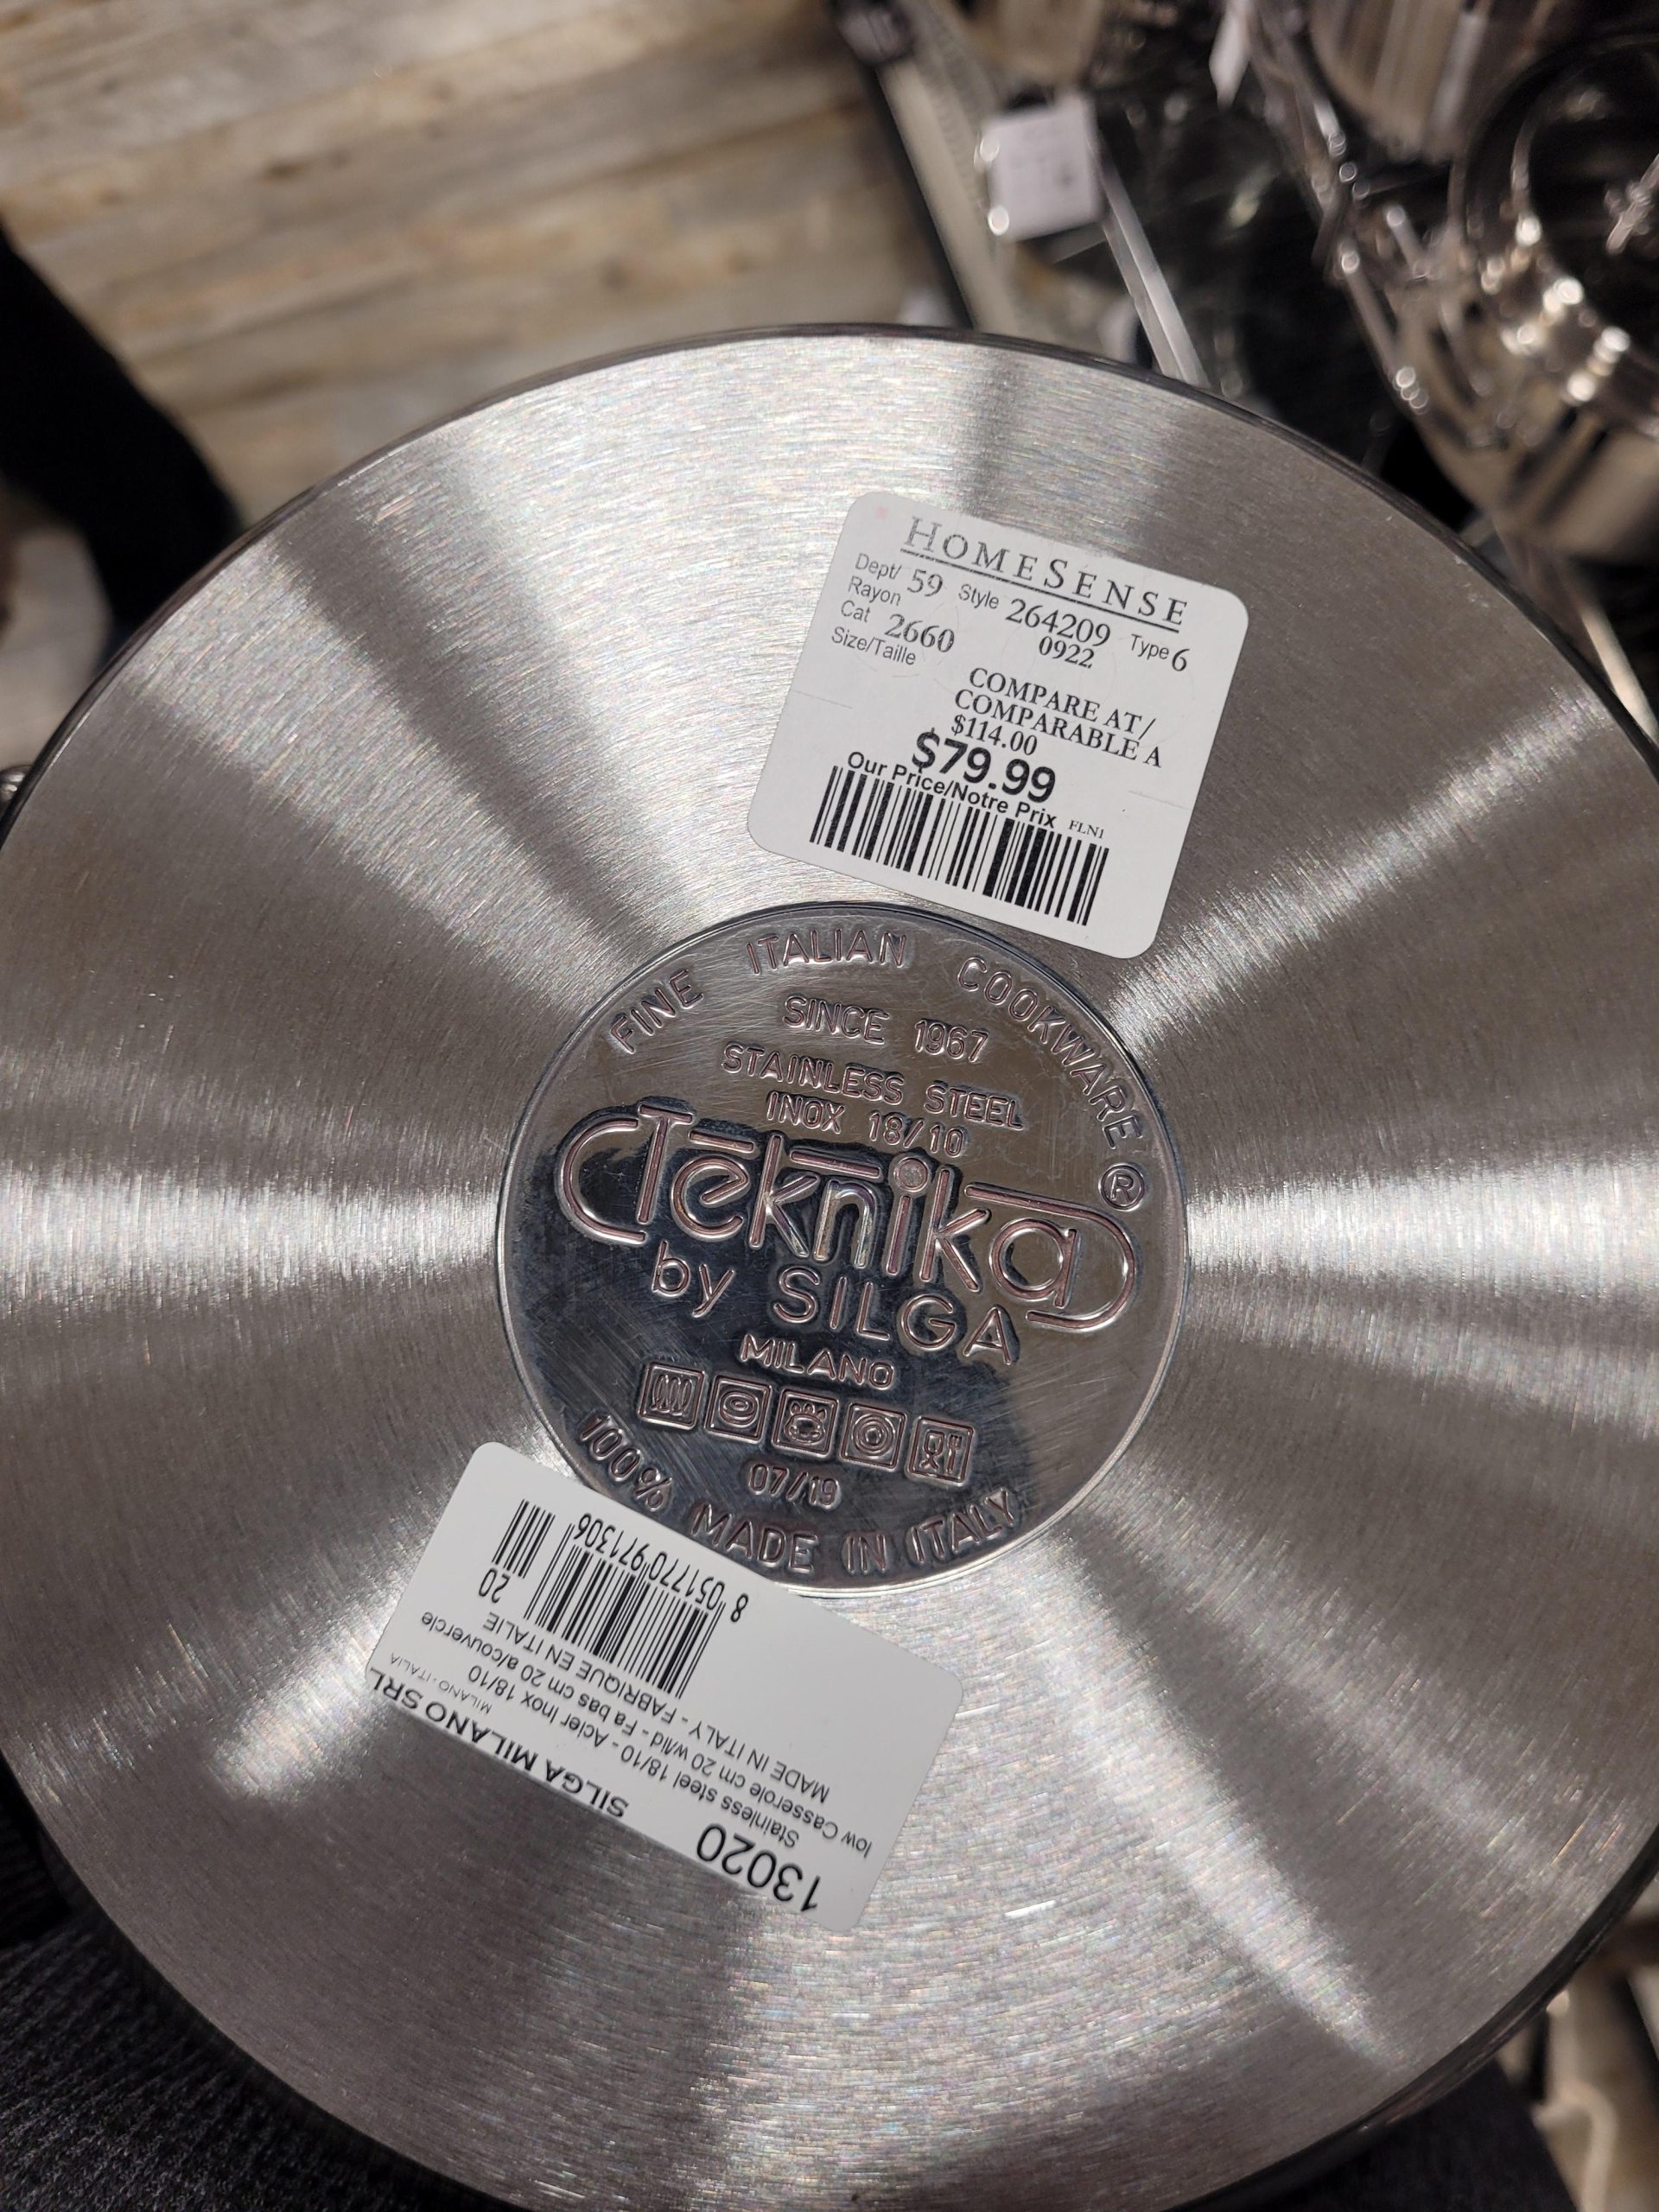 HOMESENSE
Dept/ Rayon 59 Style 264209 Type 6
Cat 2660 0922
Size/Taille
COMPARE AT/
COMPARABLE A
$114.00
$79.99
Our Price/Notre Prix FLN1
FINE ITALIAN COOKWARE
SINCE 1967
STAINLESS STEEL
INOX 18/10
Teknika ®
by SILGA
MILANO
07/19
100% MADE IN ITALY
13020
SILGA MILANO SRL
MILANO - ITALIA
Stainless steel 18/10 - Acier Inox 18/10
low Casserole cm 20 w/lid - Fa bas cm 20 a/couvercle
MADE IN ITALY - FABRIQUE EN ITALIE
8 051770 971306
20